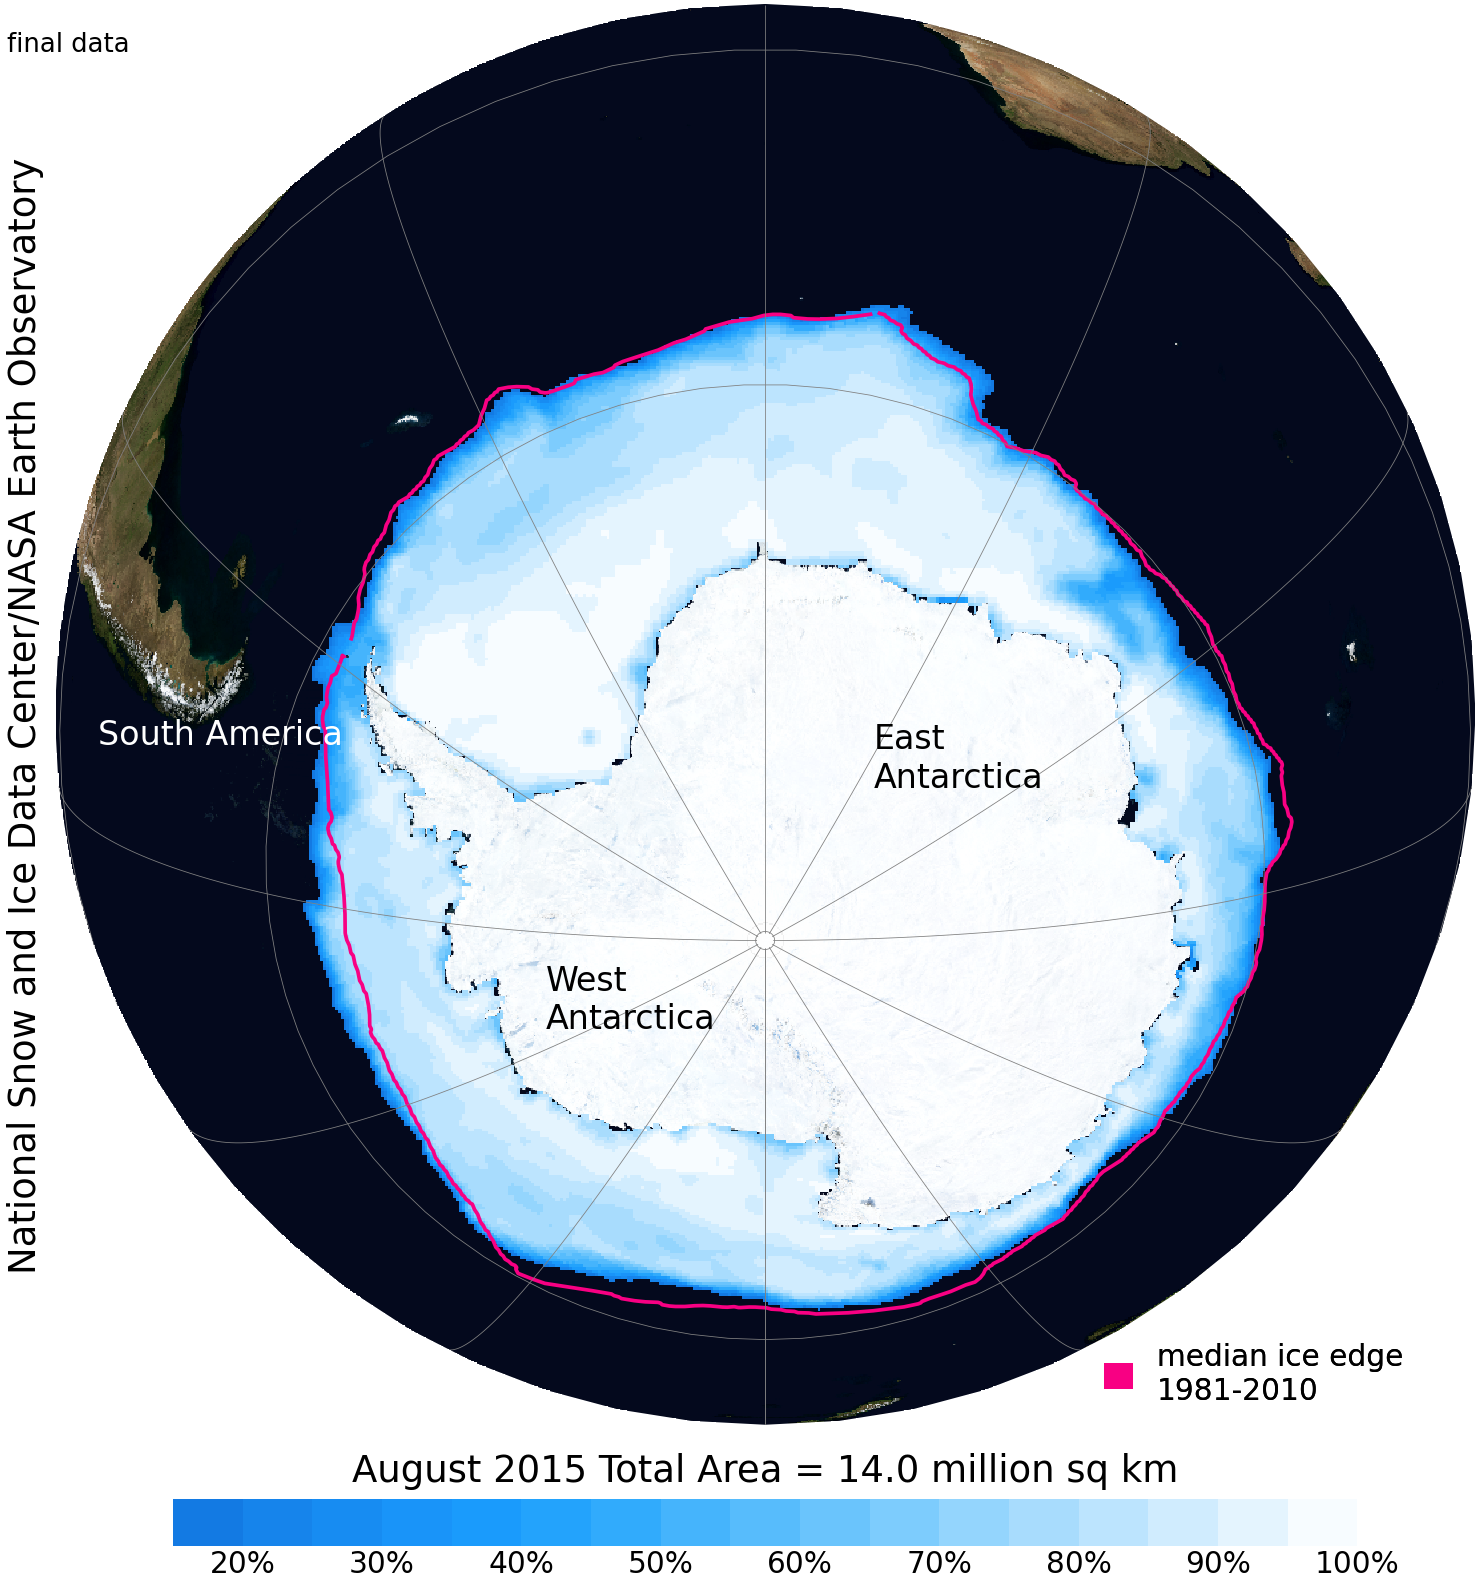 final data
National Snow and Ice Data Center/NASA Earth Observatory
South America
East
Antarctica
West
Antarctica
median ice edge
1981-2010
August 2015 Total Area = 14.0 million sq km
20% 30% 40% 50% 60% 70% 80% 90% 100%